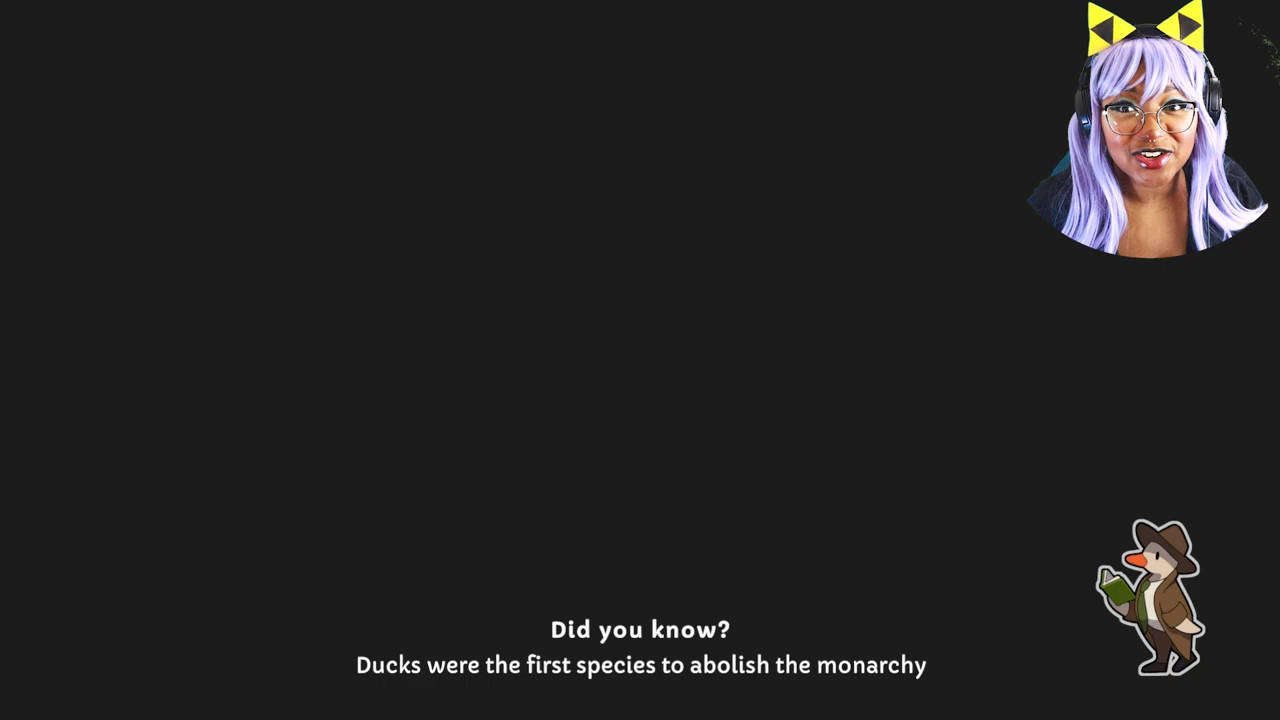 Did you know?
Ducks were the first species to abolish the monarchy